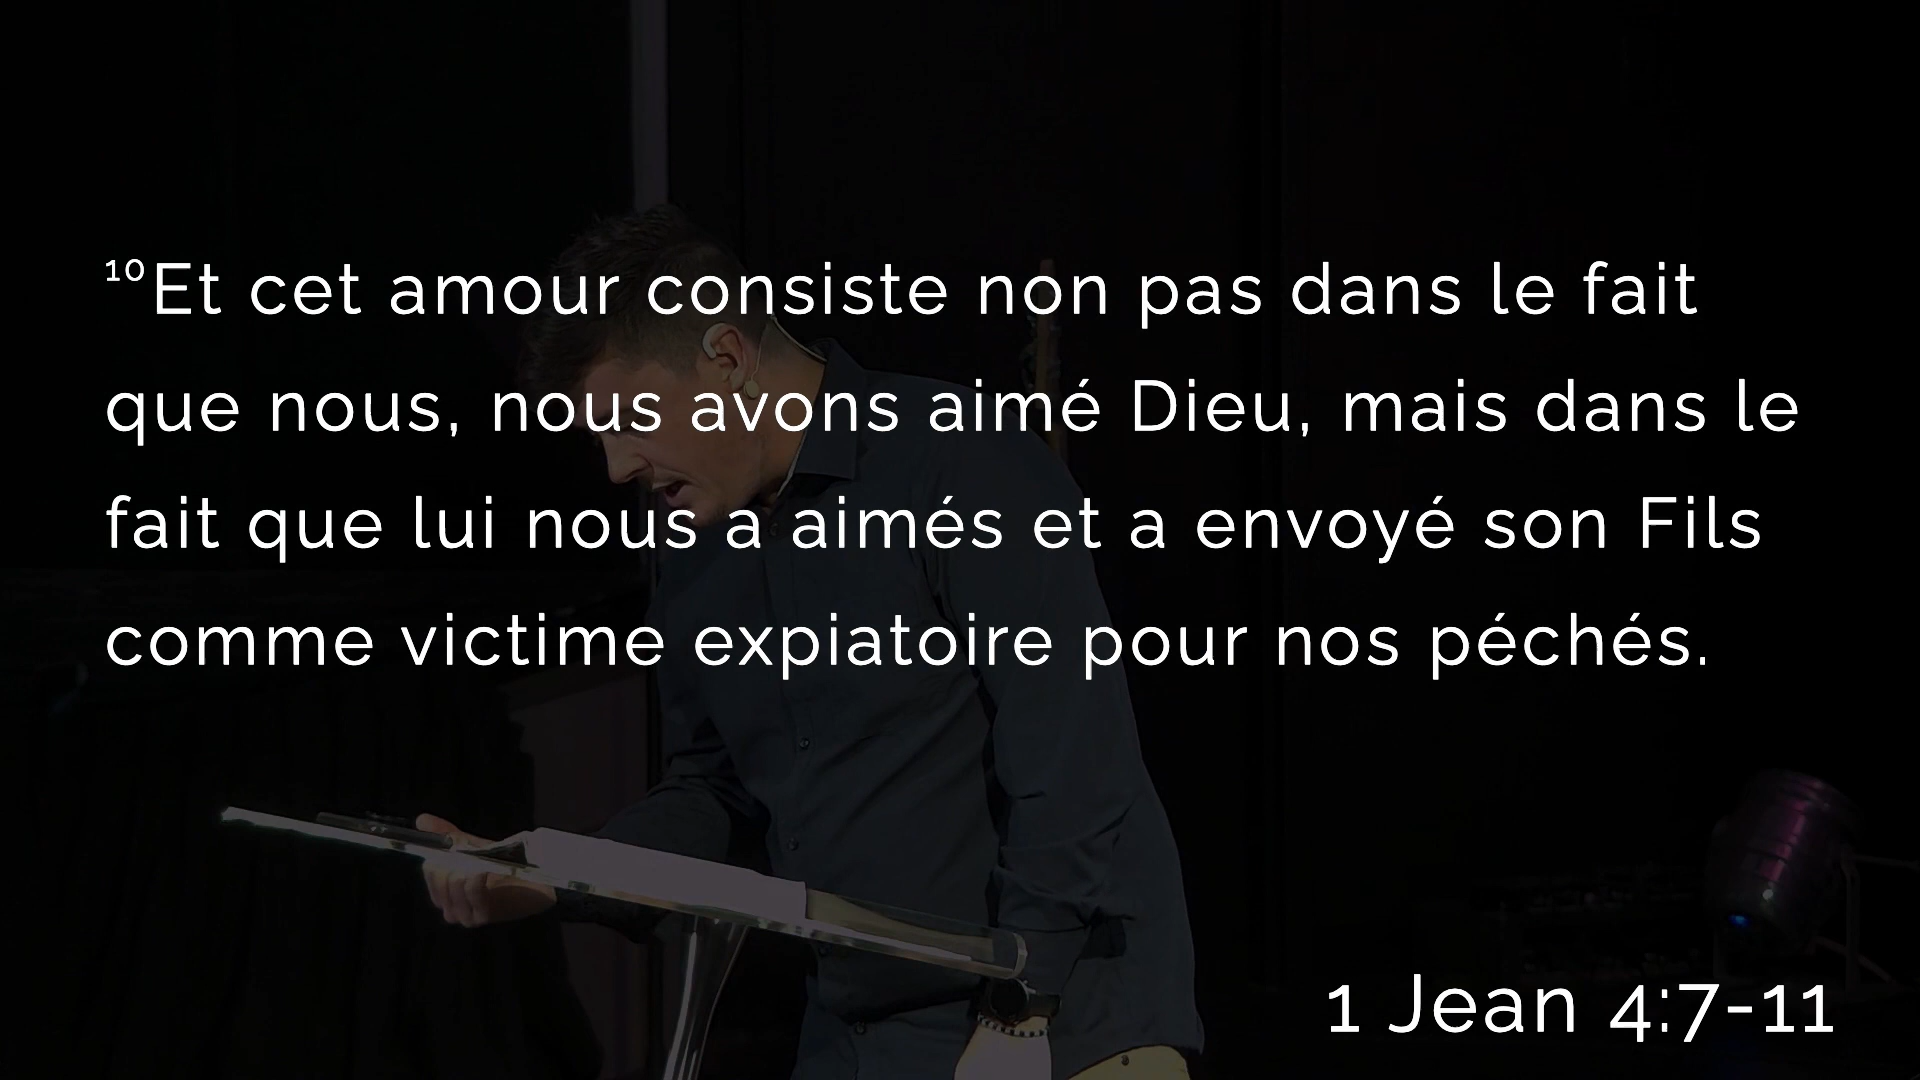 ¹⁰Et cet amour consiste non pas dans le fait
que nous, nous avons aimé Dieu, mais dans le
fait que lui nous a aimés et a envoyé son Fils
comme victime expiatoire pour nos péchés.
1 Jean 4:7-11